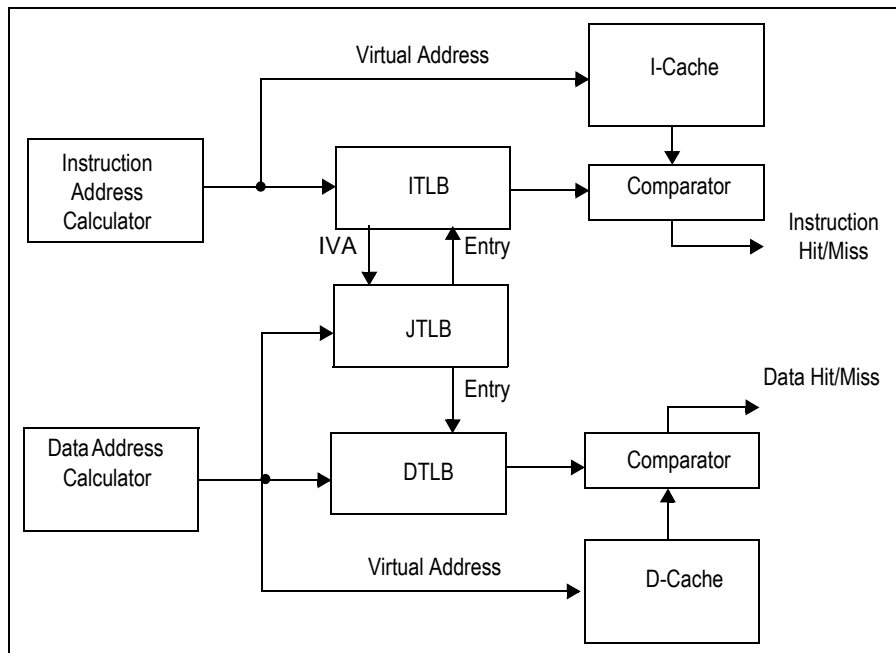 Virtual Address
I-Cache
Instruction
Address
Calculator
ITLB
Comparator
IVA
Entry
Instruction
Hit/Miss
JTLB
Entry
Data Hit/Miss
Data Address
Calculator
DTLB
Comparator
Virtual Address
D-Cache